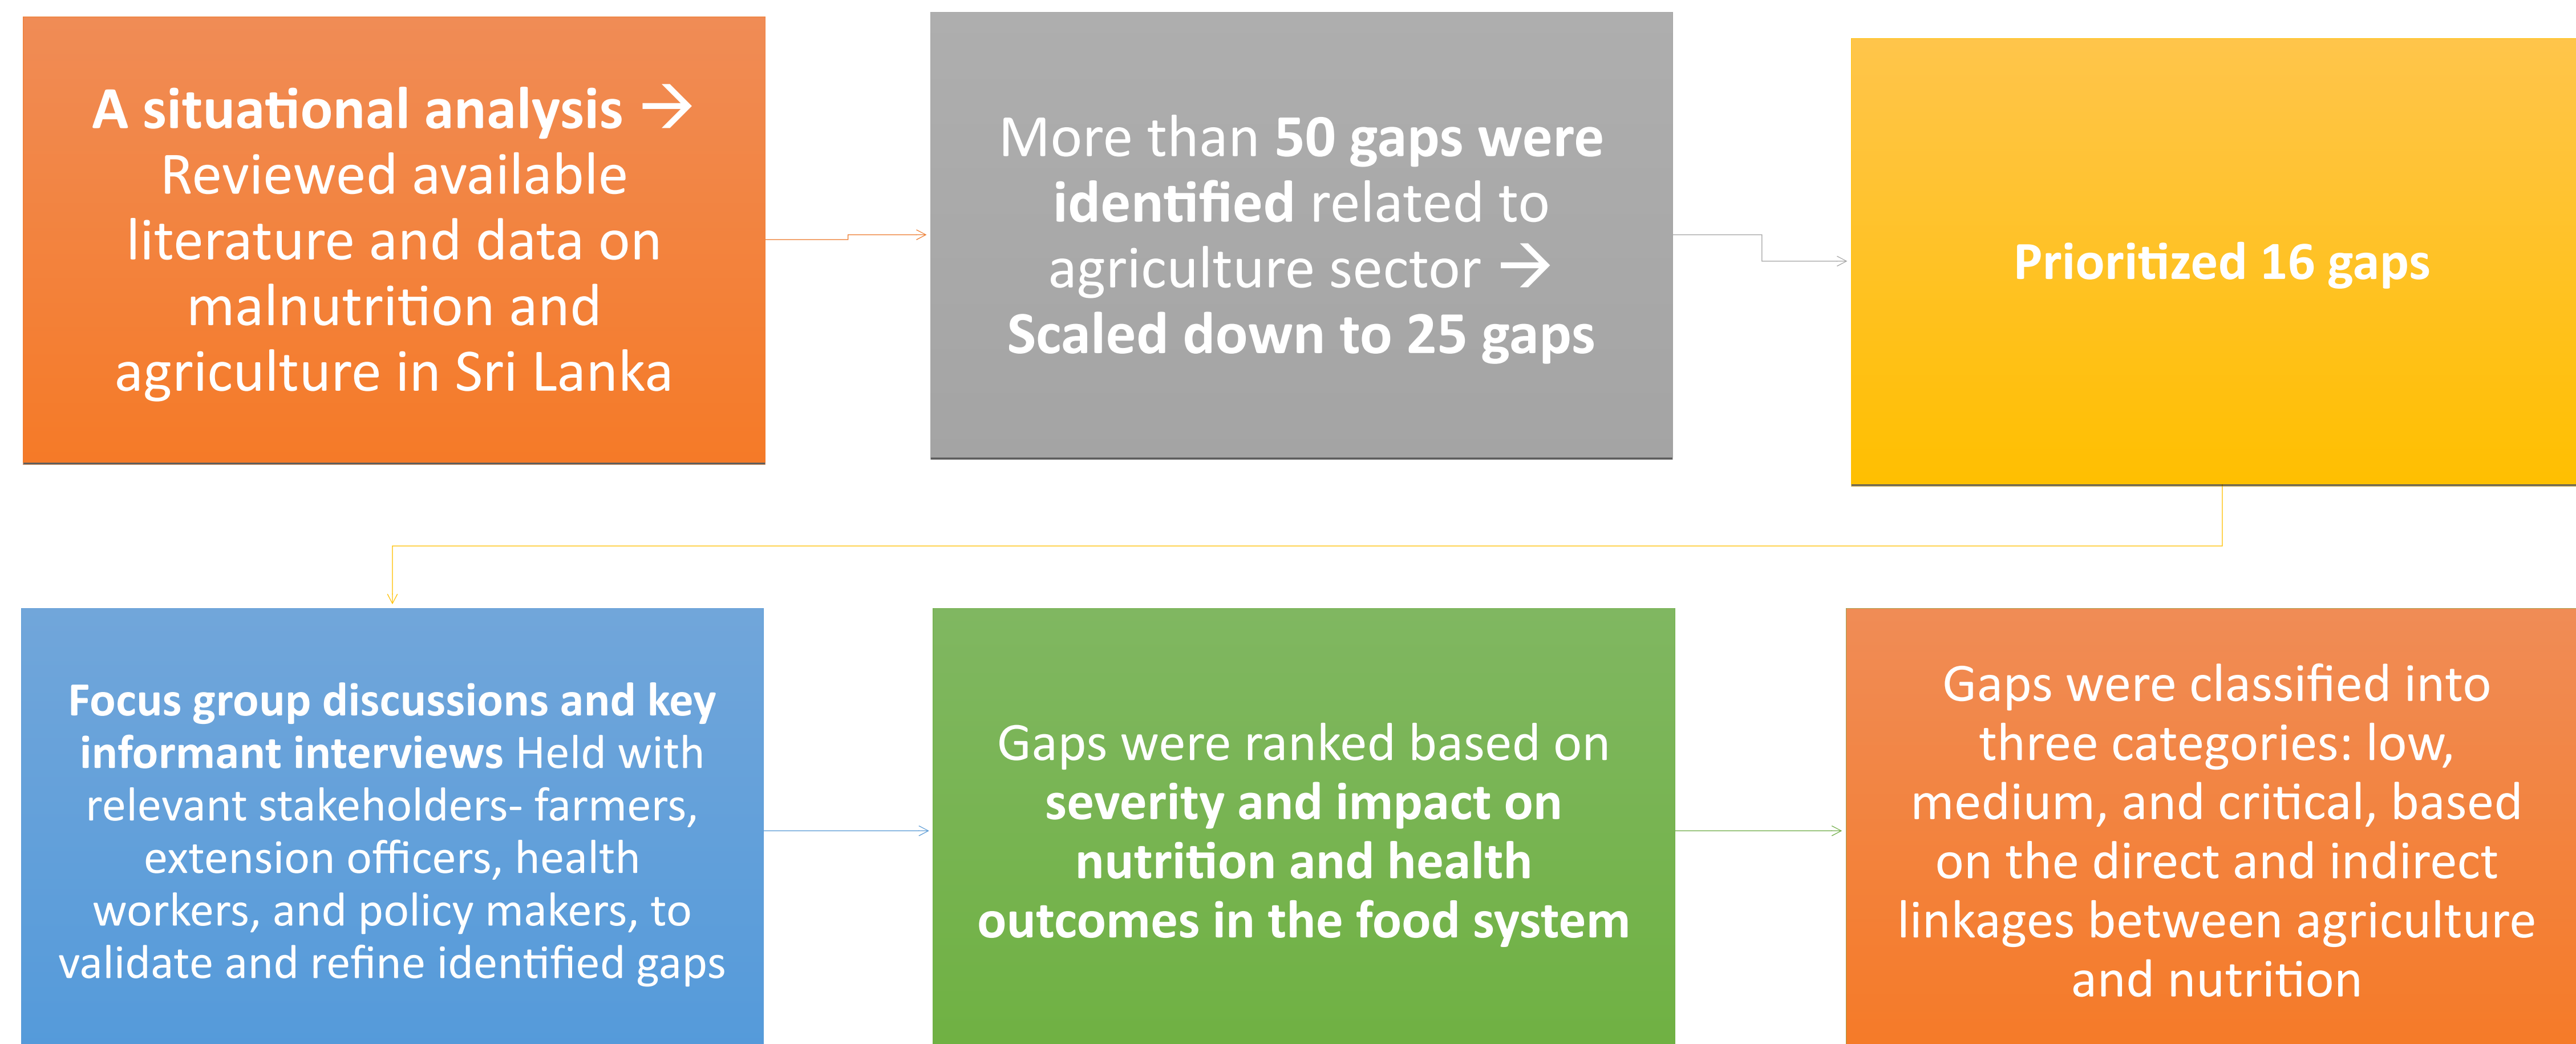 A situational analysis →
Reviewed available
literature and data on
malnutrition and
agriculture in Sri Lanka
More than 50 gaps were
identified related to
agriculture sector →
Scaled down to 25 gaps
Prioritized 16 gaps
Focus group discussions and key
informant interviews Held with
relevant stakeholders- farmers,
extension officers, health
workers, and policy makers, to
validate and refine identified gaps
Gaps were ranked based on
severity and impact on
nutrition and health
outcomes in the food system
Gaps were classified into
three categories: low,
medium, and critical, based
on the direct and indirect
linkages between agriculture
and nutrition